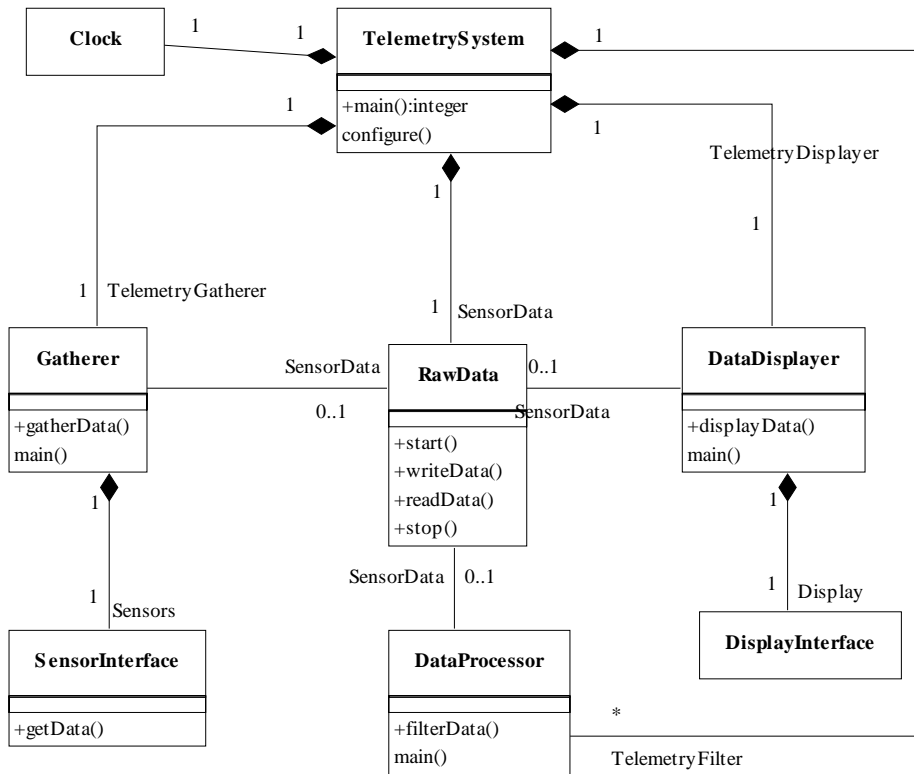 1
1
1
Clock
TelemetrySystem
1
1
+main():integer
configure()
1
TelemetryDisplayer
1
1
1
TelemetryGatherer
1
SensorData
Gatherer
SensorData
RawData
0..1
DataDisplayer
0..1
SensorData
+gatherData()
main()
+start()
+writeData()
+readData()
+stop()
+displayData()
main()
1
1
SensorData
0..1
1
Sensors
1
Display
SensorInterface
DataProcessor
DisplayInterface
+getData()
+filterData()
main()
*
TelemetryFilter